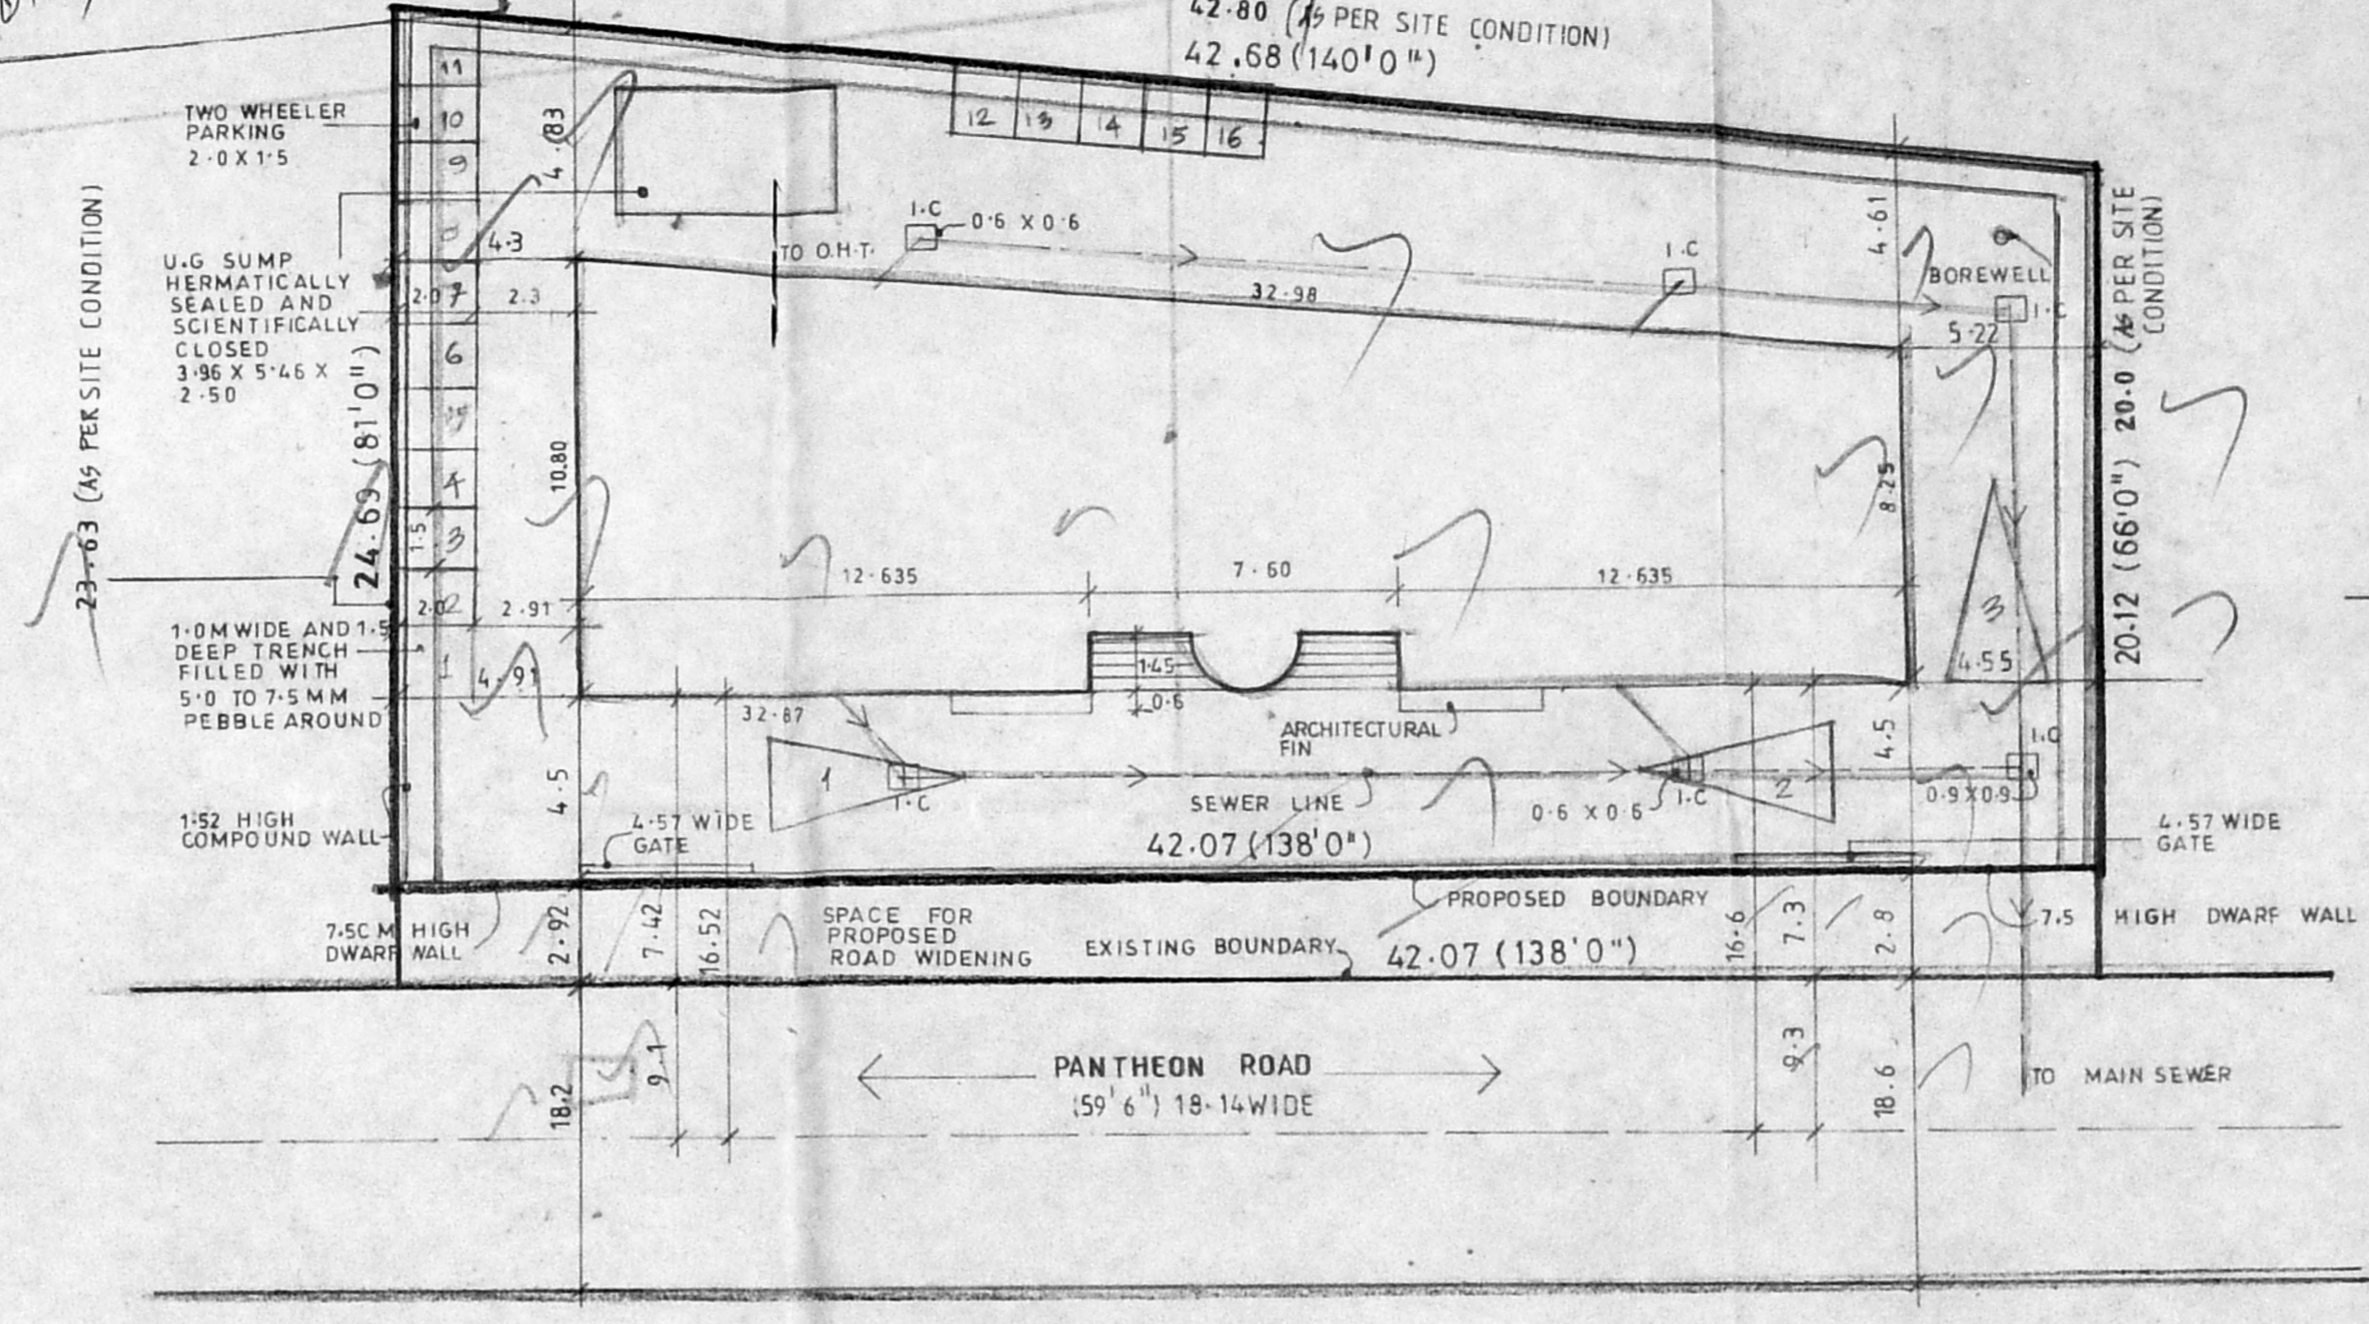 42.80 (AS PER SITE CONDITION)
42.68 (140'0")
TWO WHEELER
PARKING
2.0 X 1.5
11
10
9
8
7
6
4
3
2
1
12 13 14 15 16
4.83
4.3
2.0
2.3
I.C
0.6 X 0.6
TO O.H.T.
32.98
I.C
4.61
BOREWELL
I.C
5.22
U.G SUMP
HERMATICALLY
SEALED AND
SCIENTIFICALLY
CLOSED
3.96 X 5.46 X
2.50
23.63 (AS PER SITE CONDITION)
24.69 (81'0")
20.0 (AS PER SITE
CONDITION)
20.12 (66'0")
10.80
8.25
12.635
7.60
12.635
1.5
2.0
2.91
4.91
1.45
0.6
3
4.55
1.0M WIDE AND 1.5
DEEP TRENCH
FILLED WITH
5.0 TO 7.5 MM
PEBBLE AROUND
32.87
ARCHITECTURAL
FIN
4.5
4.5
1
I.C
2
I.C
I.C
SEWER LINE
0.6 X 0.6
0.9 X 0.9
1.52 HIGH
COMPOUND WALL
4.57 WIDE
GATE
42.07 (138'0")
4.57 WIDE
GATE
7.5C M HIGH
DWARF WALL
2.92
7.42
16.52
SPACE FOR
PROPOSED
ROAD WIDENING
PROPOSED BOUNDARY
EXISTING BOUNDARY
42.07 (138'0")
16.6
7.3
2.8
7.5 HIGH DWARF WALL
18.2
9.1
PANTHEON ROAD
(59'6") 18.14 WIDE
9.3
18.6
TO MAIN SEWER